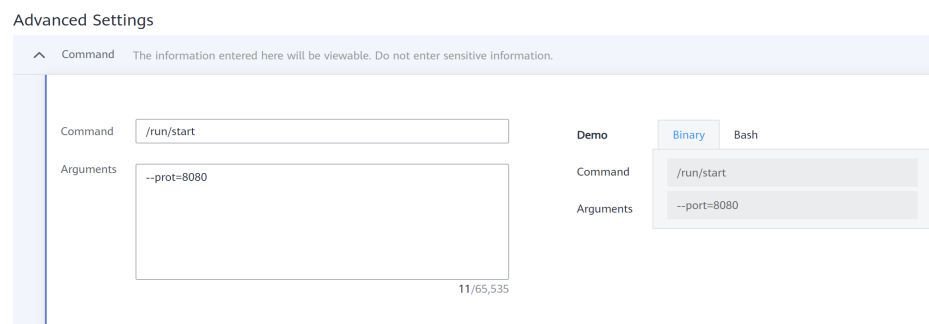 Advanced Settings
Command The information entered here will be viewable. Do not enter sensitive information.
Command /run/start
Arguments --prot=8080
11/65,535
Demo Binary Bash
Command /run/start
Arguments --port=8080